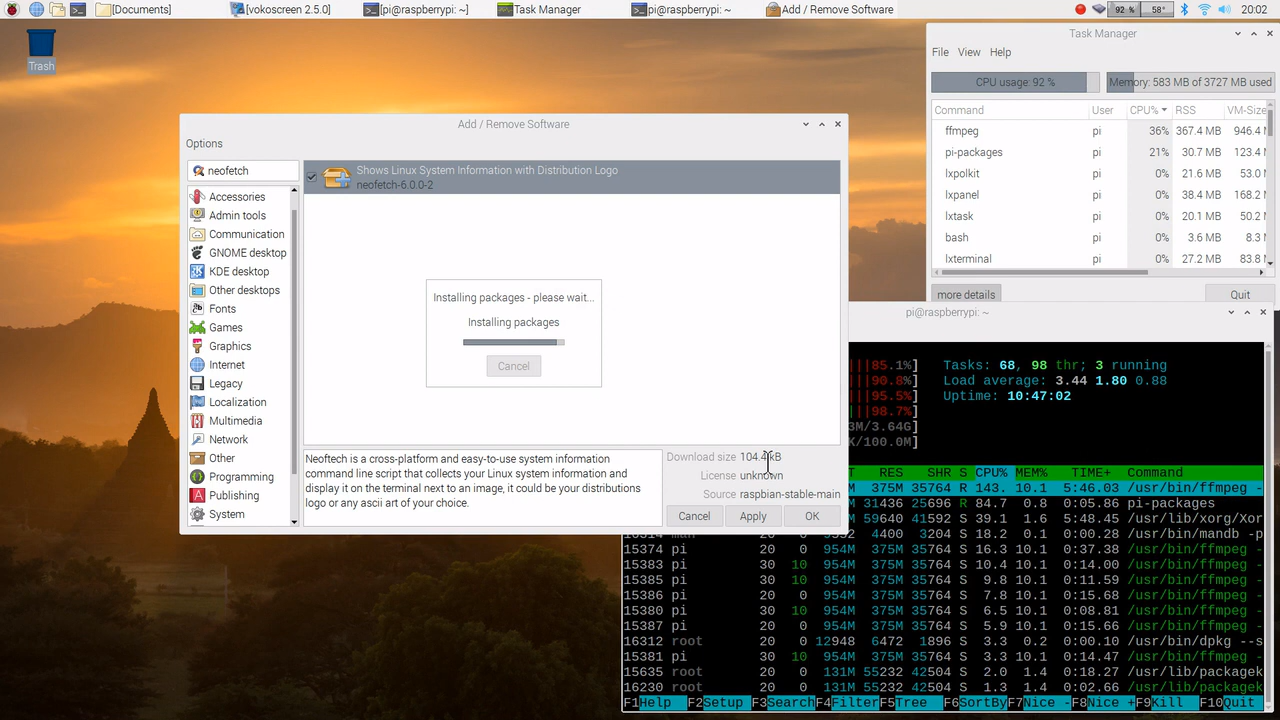 [Documents] [vokoscreen 2.5.0] [pi@raspberrypi: ~] Task Manager pi@raspberrypi: ~ Add / Remove Software 92 % 58° 20:02
Trash
Task Manager
File View Help
CPU usage: 92 % Memory: 583 MB of 3727 MB used
Command User CPU% RSS VM-Size
ffmpeg pi 36% 367.4 MB 946.4
pi-packages pi 21% 30.7 MB 123.4
lxpolkit pi 0% 21.6 MB 53.0
lxpanel pi 0% 38.4 MB 168.2
lxtask pi 0% 20.1 MB 50.2
bash pi 0% 3.6 MB 8.3
lxterminal pi 0% 27.2 MB 83.8
more details Quit
Add / Remove Software
Options
neofetch
Accessories
Admin tools
Communication
GNOME desktop
KDE desktop
Other desktops
Fonts
Games
Graphics
Internet
Legacy
Localization
Multimedia
Network
Other
Programming
Publishing
System
Shows Linux System Information with Distribution Logo
neofetch-6.0.0-2
Installing packages - please wait...
Installing packages
Cancel
Neoftech is a cross-platform and easy-to-use system information
command line script that collects your Linux system information and
display it on the terminal next to an image, it could be your distributions
logo or any ascii art of your choice.
Download size 104.4 kB
License unknown
Source raspbian-stable-main
Cancel Apply OK
pi@raspberrypi: ~
|||85.1%] Tasks: 68, 98 thr; 3 running
|||90.8%] Load average: 3.44 1.80 0.88
|||95.5%] Uptime: 10:47:02
|||98.7%]
3M/3.64G]
K/100.0M]
T RES SHR S CPU% MEM% TIME+ Command
M 375M 35764 R 143. 10.1 5:46.03 /usr/bin/ffmpeg -
M 31436 25696 R 84.7 0.8 0:05.86 pi-packages
M 59640 41592 S 39.1 1.6 5:48.45 /usr/lib/xorg/Xor
4400 3204 S 18.2 0.1 0:00.28 /usr/bin/mandb -p
15374 pi 20 0 954M 375M 35764 S 16.3 10.1 0:17.38 /usr/bin/ffmpeg -
15383 pi 30 10 954M 375M 35764 S 10.4 10.1 0:14.00 /usr/bin/ffmpeg -
15385 pi 30 10 954M 375M 35764 S 9.8 10.1 0:11.59 /usr/bin/ffmpeg -
15386 pi 20 0 954M 375M 35764 S 7.8 10.1 0:15.68 /usr/bin/ffmpeg -
15380 pi 30 10 954M 375M 35764 S 6.5 10.1 0:08.81 /usr/bin/ffmpeg -
15387 pi 20 0 954M 375M 35764 S 5.9 10.1 0:15.66 /usr/bin/ffmpeg -
16312 root 20 0 12948 6472 1896 S 3.3 0.2 0:00.10 /usr/bin/dpkg --s
15381 pi 30 10 954M 375M 35764 S 3.3 10.1 0:14.47 /usr/bin/ffmpeg -
15635 root 20 0 131M 55232 42504 S 2.0 1.4 0:18.27 /usr/lib/packagek
16230 root 20 0 131M 55232 42504 S 1.3 1.4 0:02.66 /usr/lib/packagek
F1Help F2Setup F3Search F4Filter F5Tree F6SortBy F7Nice - F8Nice + F9Kill F10Quit